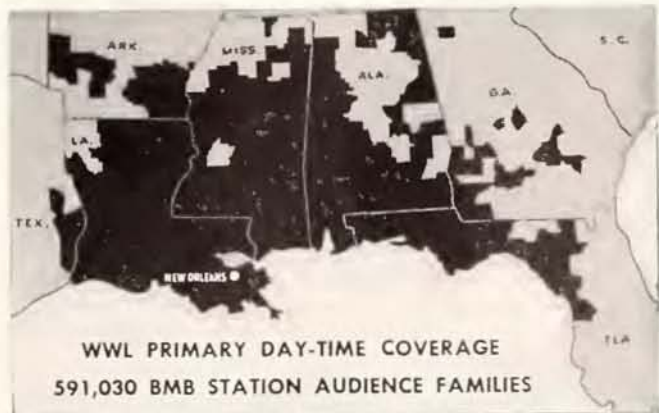 ARK.
MISS.
S.C.
ALA.
GA.
LA.
TEX.
NEW ORLEANS
FLA
WWL PRIMARY DAY-TIME COVERAGE
591,030 BMB STATION AUDIENCE FAMILIES